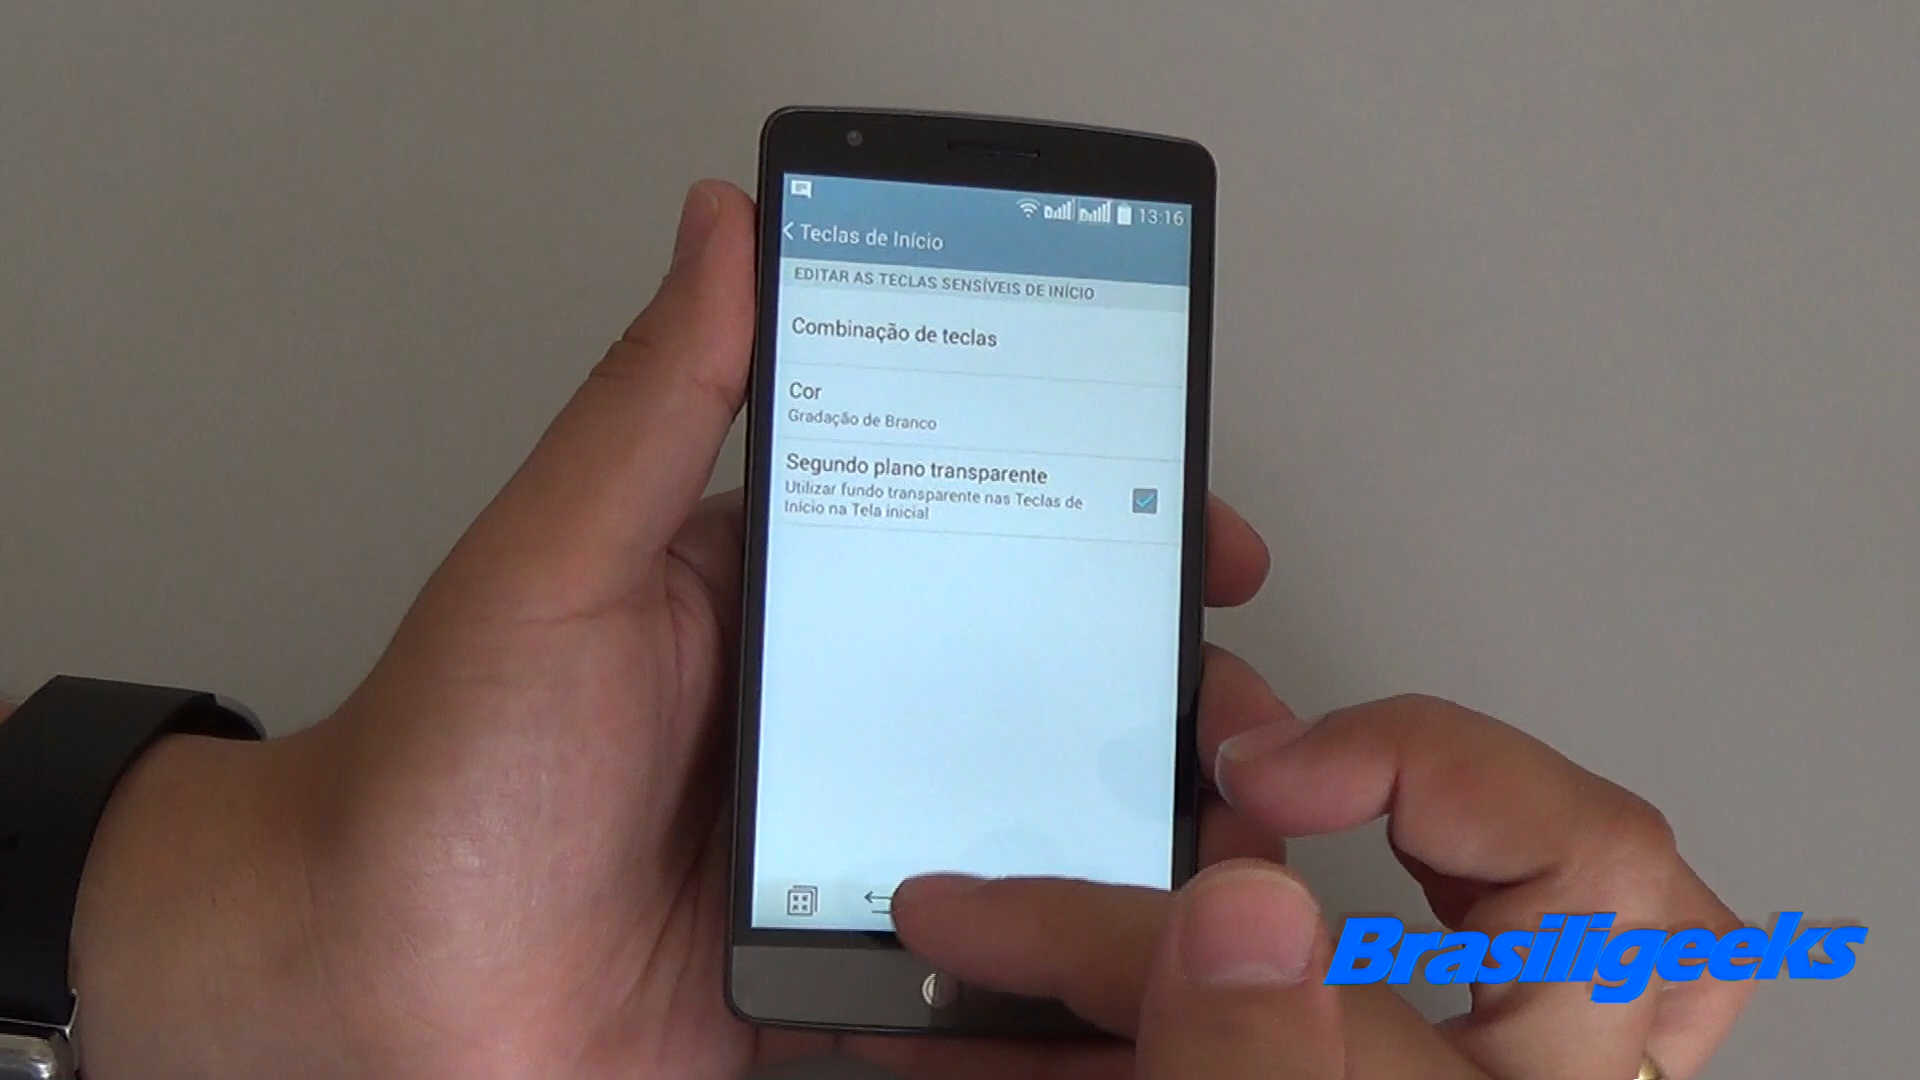 13:16
Teclas de Início
EDITAR AS TECLAS SENSÍVEIS DE INÍCIO
Combinação de teclas
Cor
Gradação de Branco
Segundo plano transparente
Utilizar fundo transparente nas Teclas de
Início na Tela inicial
Brasiligeeks